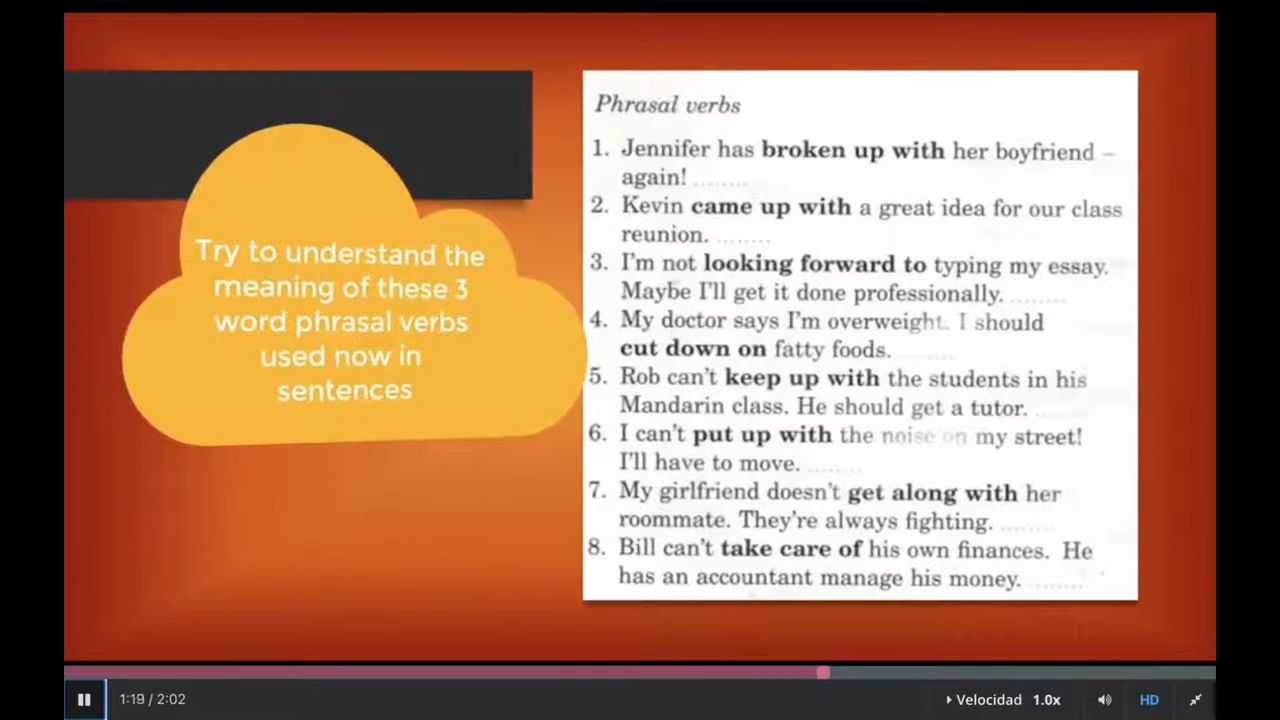 Try to understand the
meaning of these 3
word phrasal verbs
used now in
sentences
Phrasal verbs
1. Jennifer has broken up with her boyfriend –
again! ........
2. Kevin came up with a great idea for our class
reunion. ........
3. I'm not looking forward to typing my essay.
Maybe I'll get it done professionally. ........
4. My doctor says I'm overweight. I should
cut down on fatty foods. ........
5. Rob can't keep up with the students in his
Mandarin class. He should get a tutor.
6. I can't put up with the noise on my street!
I'll have to move. ........
7. My girlfriend doesn't get along with her
roommate. They're always fighting. ........
8. Bill can't take care of his own finances. He
has an accountant manage his money. ........
1:19 / 2:02
Velocidad 1.0x
HD